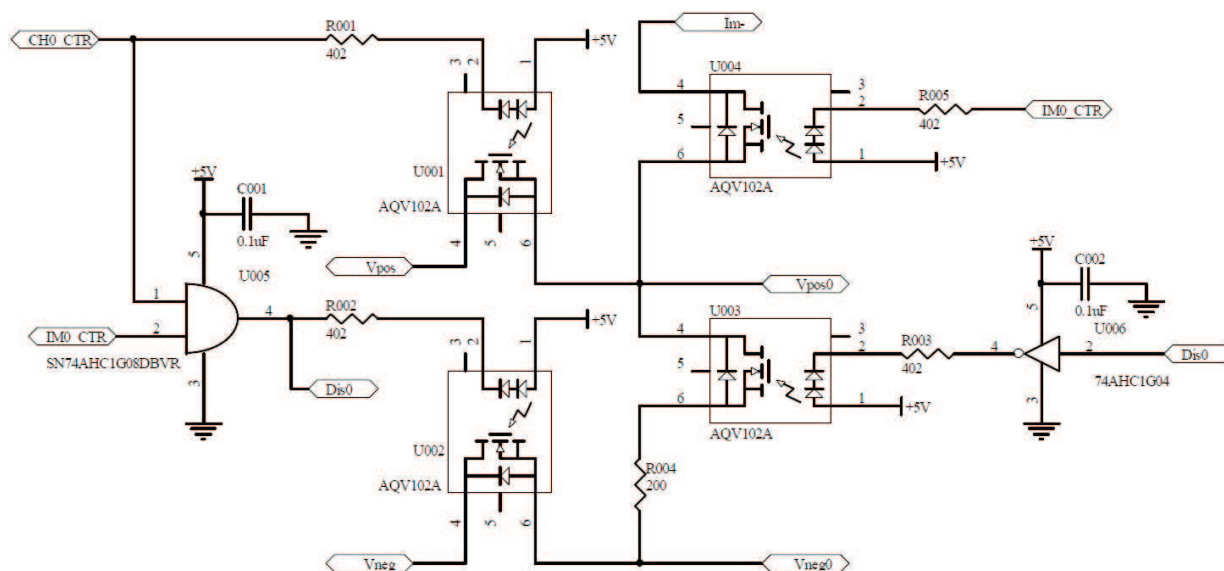 CH0_CTR
R001
402
3
2
1
+5V
U001
AQV102A
4
5
6
Vpos
Im-
U004
4
5
6
3
2
1
AQV102A
R005
402
IM0_CTR
+5V
+5V
C001
0.1uF
5
U005
1
2
4
3
IM0_CTR
SN74AHC1G08DBVR
R002
402
Dis0
3
2
1
+5V
U002
AQV102A
4
5
6
Vneg
Vpos0
U003
4
5
6
3
2
1
AQV102A
R003
402
+5V
R004
200
Vneg0
+5V
C002
0.1uF
5
U006
4
2
3
74AHC1G04
Dis0